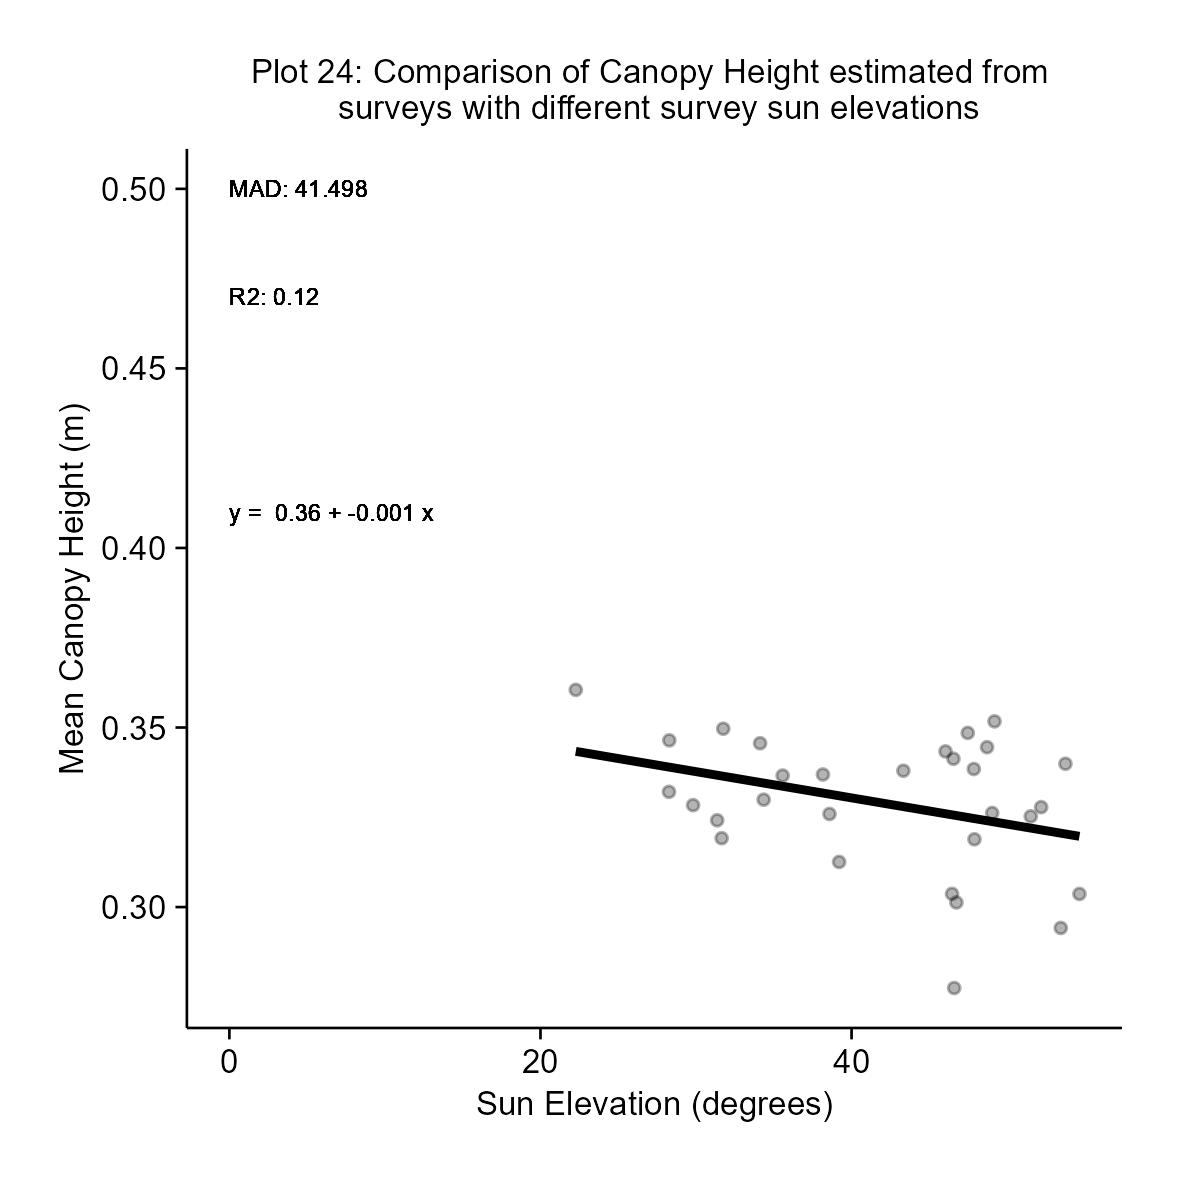 Plot 24: Comparison of Canopy Height estimated from
surveys with different survey sun elevations
0.50
MAD: 41.498
R2: 0.12
0.45
y =  0.36 + -0.001 x
0.40
Mean Canopy Height (m)
0.35
0.30
0 20 40
Sun Elevation (degrees)